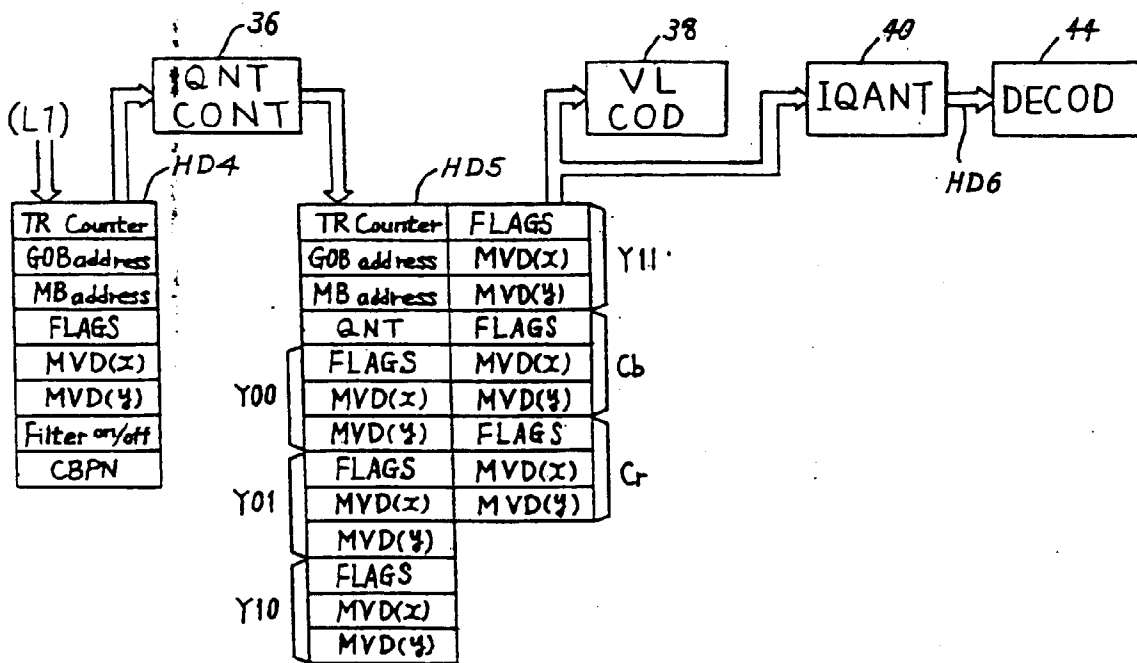 36
IQNT
CONT
38
VL
COD
40
IQANT
44
DECOD
(L1)
HD4
HD5
HD6
TR Counter
GOB address
MB address
FLAGS
MVD(x)
MVD(y)
Filter on/off
CBPN
TR Counter
GOB address
MB address
QNT
Y00
FLAGS
MVD(x)
MVD(y)
Y01
FLAGS
MVD(x)
MVD(y)
Y10
FLAGS
MVD(x)
MVD(y)
FLAGS
MVD(x)
MVD(y)
Y11
FLAGS
MVD(x)
MVD(y)
Cb
FLAGS
MVD(x)
MVD(y)
Cr